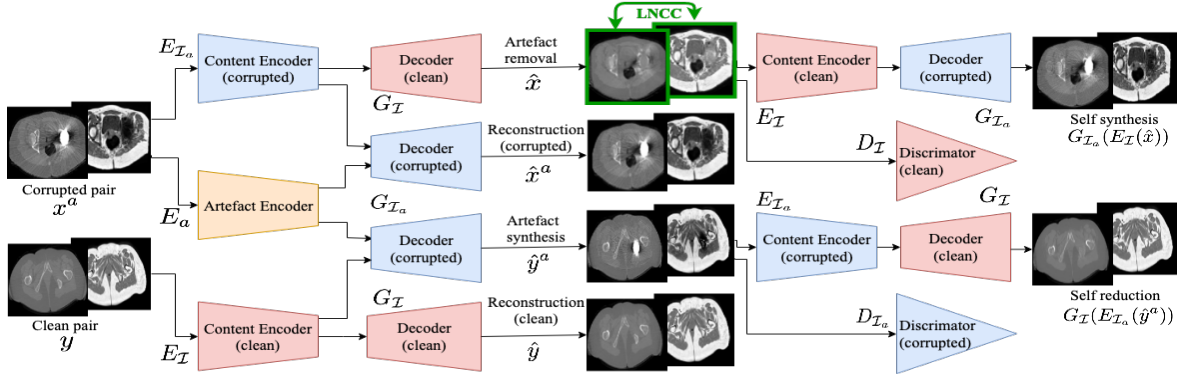 LNCC
E_{I_a}
Content Encoder
(corrupted)
Decoder
(clean)
G_I
Artefact
removal
x̂
Content Encoder
(clean)
E_I
Decoder
(corrupted)
G_{I_a}
Self synthesis
G_{I_a}(E_I(x̂))
Corrupted pair
x^a
Decoder
(corrupted)
G_{I_a}
Reconstruction
(corrupted)
x̂^a
D_I
Discrimator
(clean)
E_a
Artefact Encoder
Decoder
(corrupted)
Artefact
synthesis
ŷ^a
E_{I_a}
Content Encoder
(corrupted)
G_I
Decoder
(clean)
Self reduction
G_I(E_{I_a}(ŷ^a))
Clean pair
y
E_I
Content Encoder
(clean)
G_I
Decoder
(clean)
Reconstruction
(clean)
ŷ
D_{I_a}
Discrimator
(corrupted)